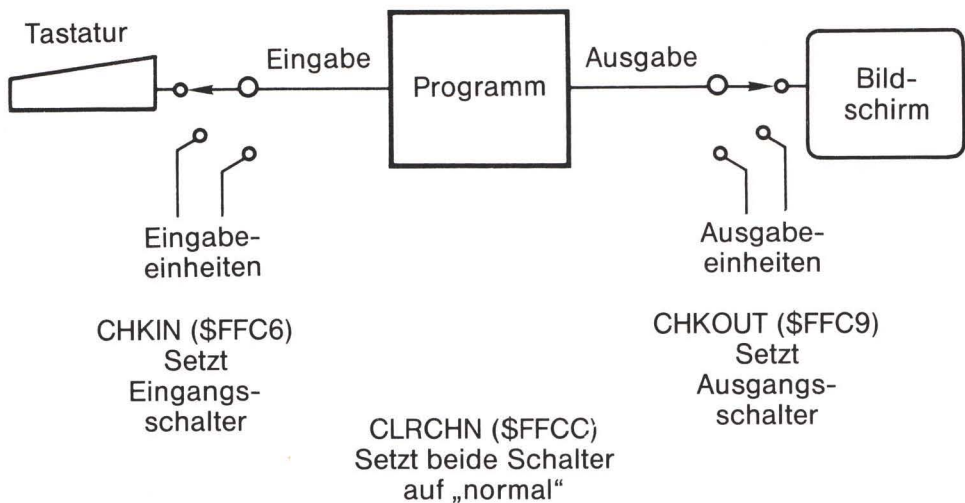 Tastatur
Eingabe
Programm
Ausgabe
Bild-
schirm
Eingabe-
einheiten
Ausgabe-
einheiten
CHKIN ($FFC6)
Setzt
Eingangs-
schalter
CHKOUT ($FFC9)
Setzt
Ausgangs-
schalter
CLRCHN ($FFCC)
Setzt beide Schalter
auf „normal“